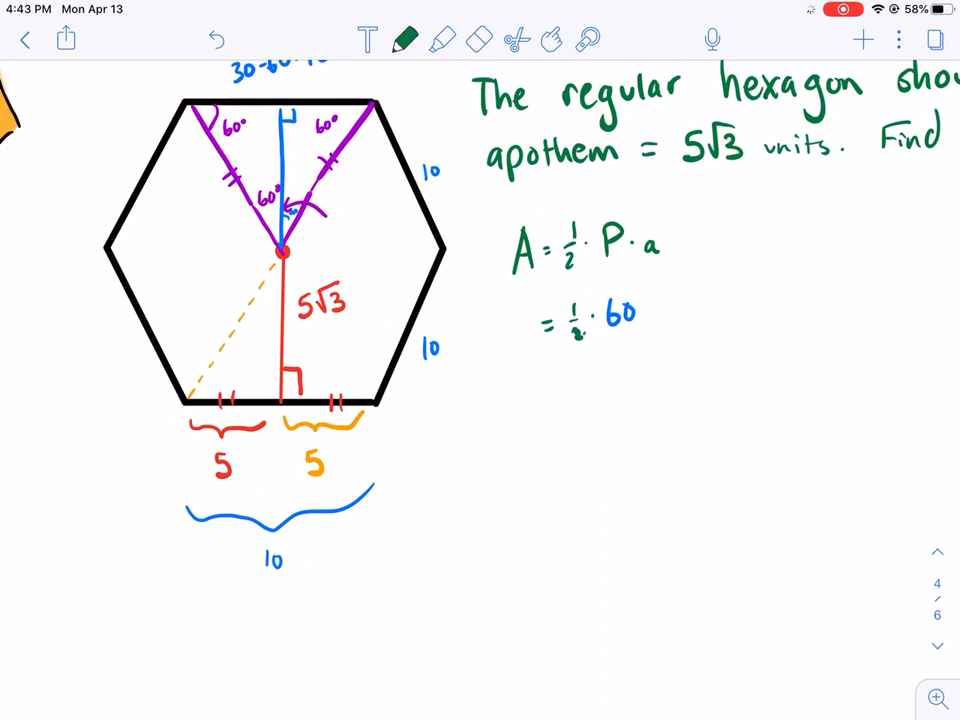 4:43 PM Mon Apr 13
58%
The regular hexagon
apothem = 5√3 units. Find
60°
60°
60°
10
A = 1/2 · P · a
5√3
= 1/2 · 60
10
5
5
10
4
/
6